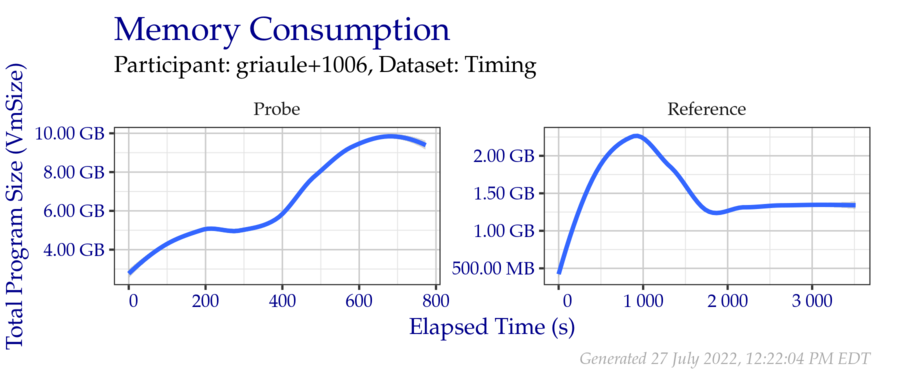 Memory Consumption
Participant: griaule+1006, Dataset: Timing
Total Program Size (VmSize)
Probe
10.00 GB
8.00 GB
6.00 GB
4.00 GB
0 200 400 600 800
Reference
2.00 GB
1.50 GB
1.00 GB
500.00 MB
0 1 000 2 000 3 000
Elapsed Time (s)
Generated 27 July 2022, 12:22:04 PM EDT